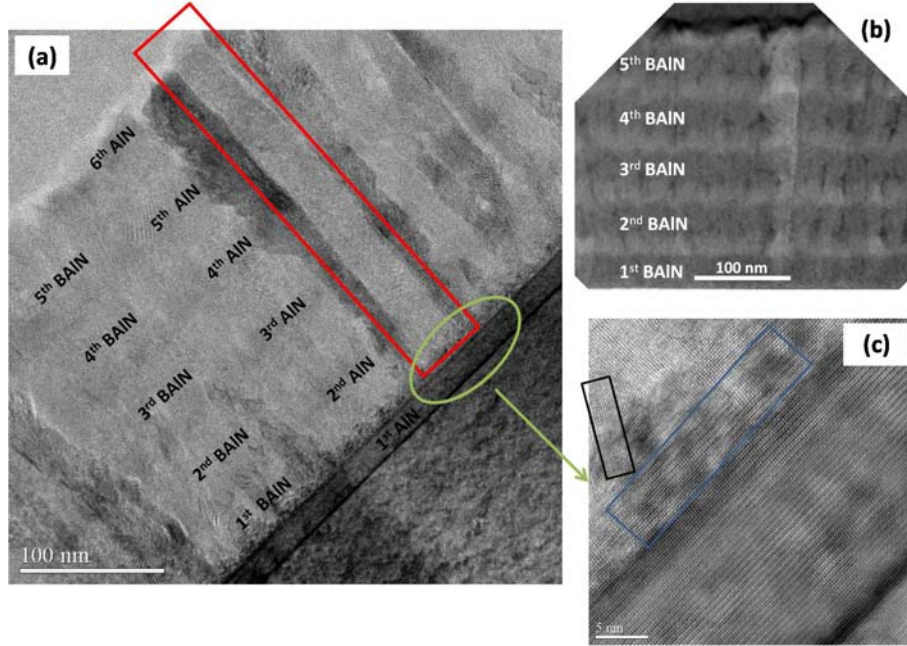 (a)
6th AlN
5th AlN
4th AlN
3rd AlN
2nd AlN
1st AlN
5th BAlN
4th BAlN
3rd BAlN
2nd BAlN
1st BAlN
100 nm
(b)
5th BAlN
4th BAlN
3rd BAlN
2nd BAlN
1st BAlN
100 nm
(c)
5 nm